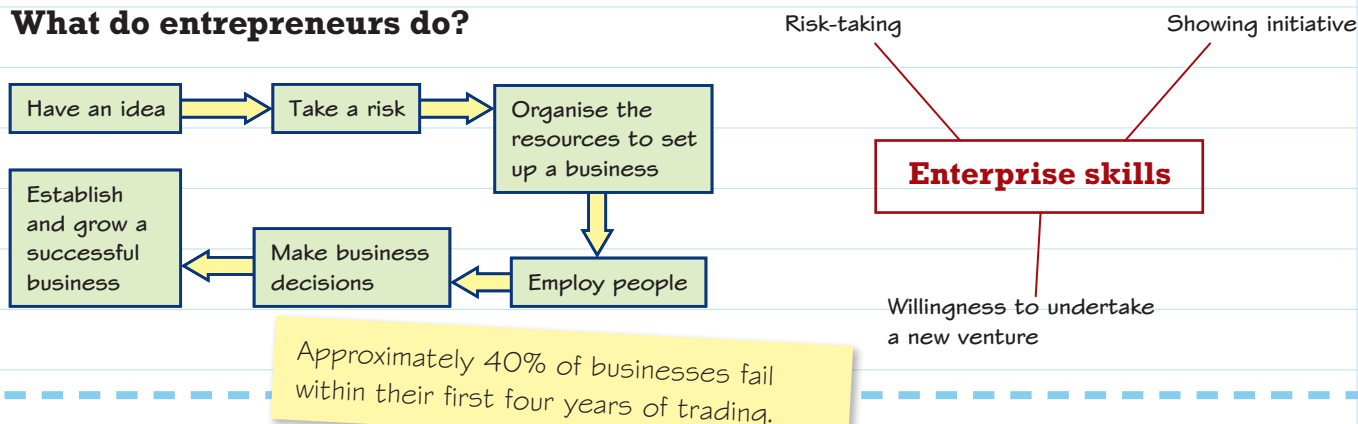 What do entrepreneurs do?
Have an idea
Take a risk
Organise the
resources to set
up a business
Employ people
Make business
decisions
Establish
and grow a
successful
business
Approximately 40% of businesses fail
within their first four years of trading.
Risk-taking
Showing initiative
Enterprise skills
Willingness to undertake
a new venture